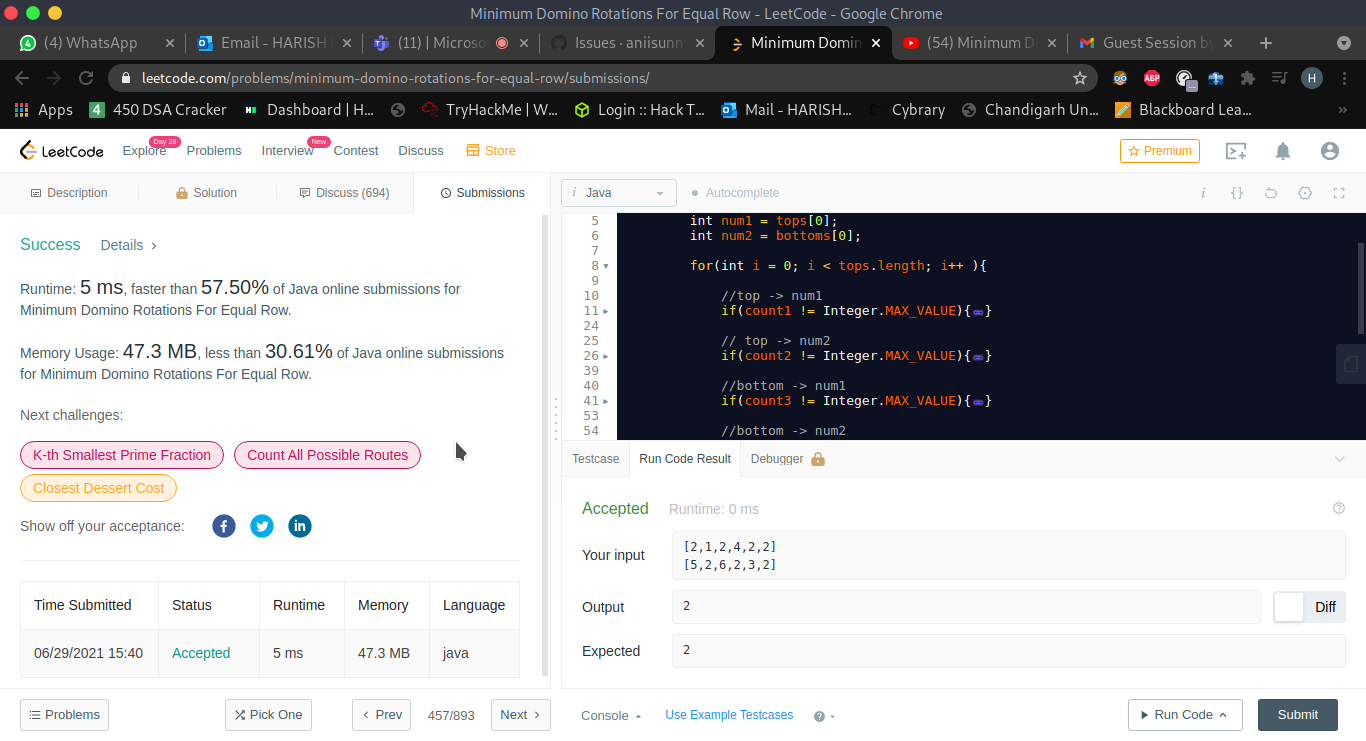 Minimum Domino Rotations For Equal Row - LeetCode - Google Chrome
(4) WhatsApp
Email - HARISH
(11) | Microso
Issues · aniisunn
Minimum Domin
(54) Minimum D
Guest Session by
leetcode.com/problems/minimum-domino-rotations-for-equal-row/submissions/
ABP
H
Apps
4 450 DSA Cracker
Dashboard | H...
TryHackMe | W...
Login :: Hack T...
Mail - HARISH...
Cybrary
Chandigarh Un...
Blackboard Lea...
»
LeetCode
Explore
Day 28
Problems
Interview
New
Contest
Discuss
Store
Premium
Description
Solution
Discuss (694)
Submissions
i Java
Autocomplete
i {}
Success
Details >
Runtime: 5 ms, faster than 57.50% of Java online submissions for
Minimum Domino Rotations For Equal Row.
Memory Usage: 47.3 MB, less than 30.61% of Java online submissions
for Minimum Domino Rotations For Equal Row.
Next challenges:
K-th Smallest Prime Fraction
Count All Possible Routes
Closest Dessert Cost
Show off your acceptance:
f
in
Time Submitted Status Runtime Memory Language
06/29/2021 15:40 Accepted 5 ms 47.3 MB java
5 int num1 = tops[0];
6 int num2 = bottoms[0];
7
8 for(int i = 0; i < tops.length; i++ ){
9
10 //top -> num1
11 if(count1 != Integer.MAX_VALUE){↔}
24
25 // top -> num2
26 if(count2 != Integer.MAX_VALUE){↔}
39
40 //bottom -> num1
41 if(count3 != Integer.MAX_VALUE){↔}
53
54 //bottom -> num2
Testcase
Run Code Result
Debugger
Accepted
Runtime: 0 ms
Your input
[2,1,2,4,2,2]
[5,2,6,2,3,2]
Output
2
Diff
Expected
2
Problems
Pick One
< Prev
457/893
Next >
Console
Use Example Testcases
?
Run Code
Submit